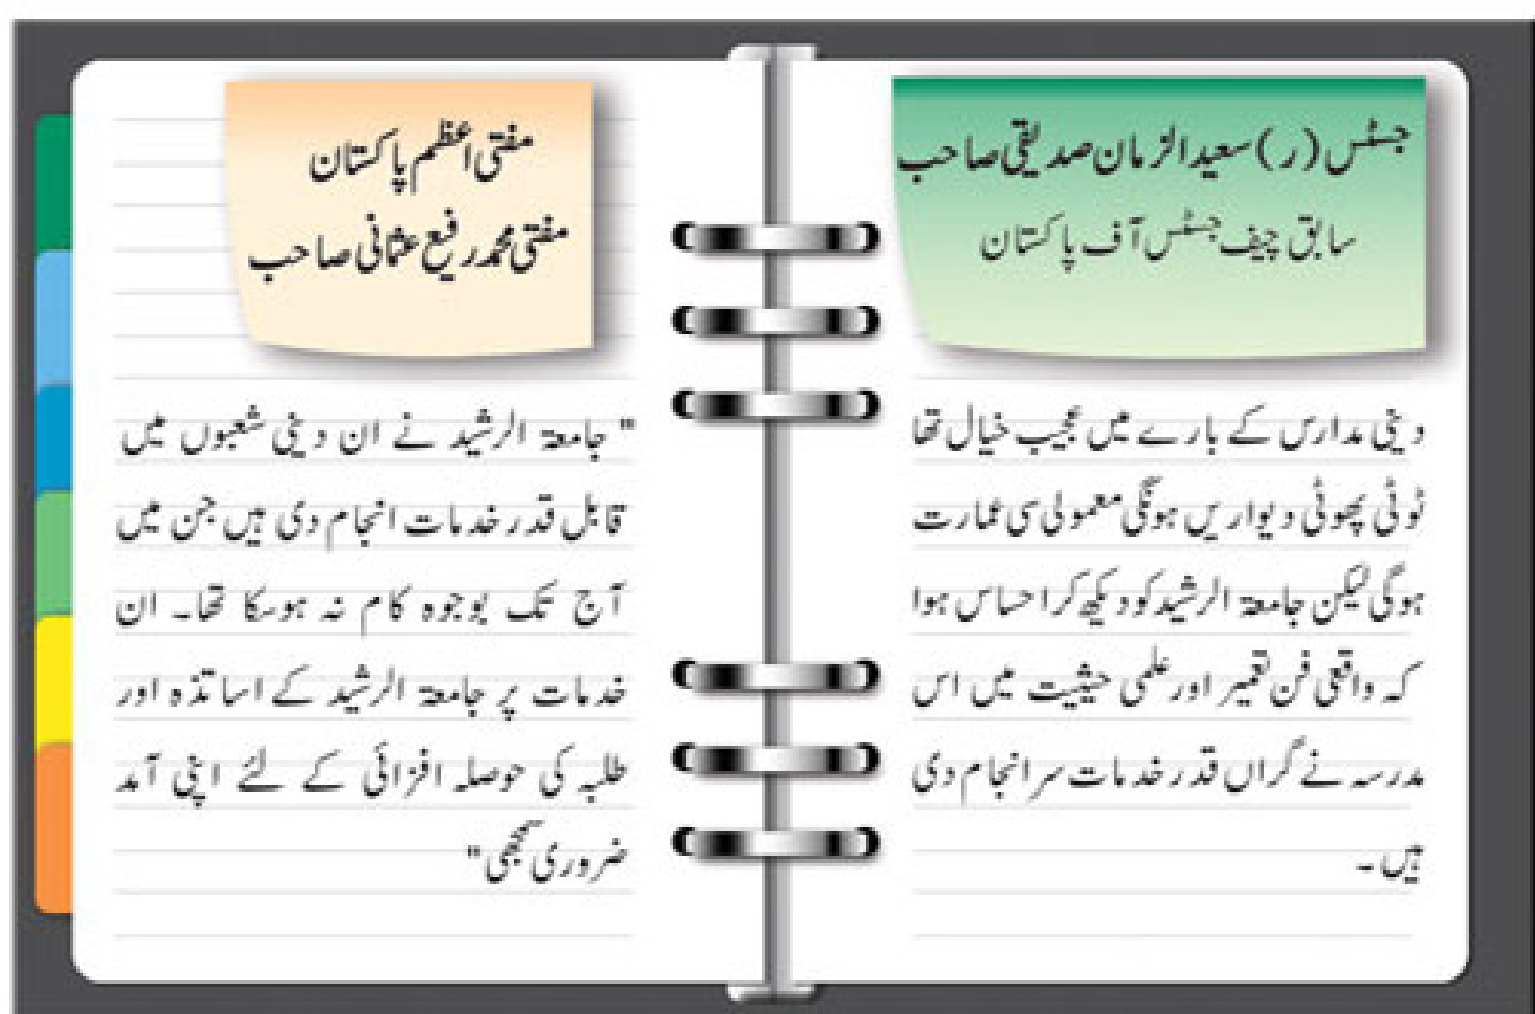 جسٹس (ر) سعید الزمان صدیقی صاحب
سابق چیف جسٹس آف پاکستان
دینی مدارس کے بارے میں عجیب خیال تھا
ٹوٹی پھوٹی دیواریں ہونگی معمولی سی عمارت
ہوگی لیکن جامعۃ الرشید کو دیکھ کر احساس ہوا
کہ واقعی فن تعمیر اور علمی حیثیت میں اس
مدرسہ نے گراں قدر خدمات سرانجام دی
ہیں۔
مفتی اعظم پاکستان
مفتی محمد رفیع عثمانی صاحب
"جامعۃ الرشید نے ان دینی شعبوں میں
قابل قدر خدمات انجام دی ہیں جن میں
آج تک بوجوہ کام نہ ہوسکا تھا۔ ان
خدمات پر جامعۃ الرشید کے اساتذہ اور
طلبہ کی حوصلہ افزائی کے لئے اپنی آمد
ضروری سمجھی"